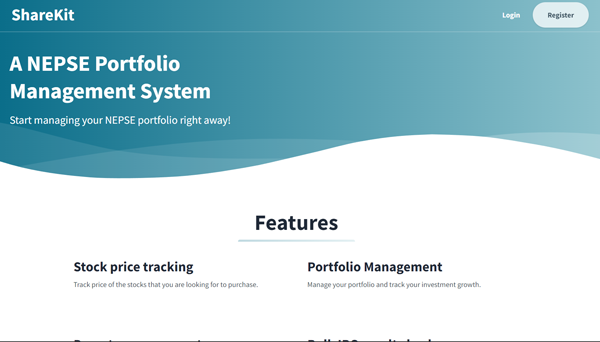 ShareKit
Login
Register
A NEPSE Portfolio
Management System
Start managing your NEPSE portfolio right away!
Features
Stock price tracking
Portfolio Management
Track price of the stocks that you are looking for to purchase.
Manage your portfolio and track your investment growth.